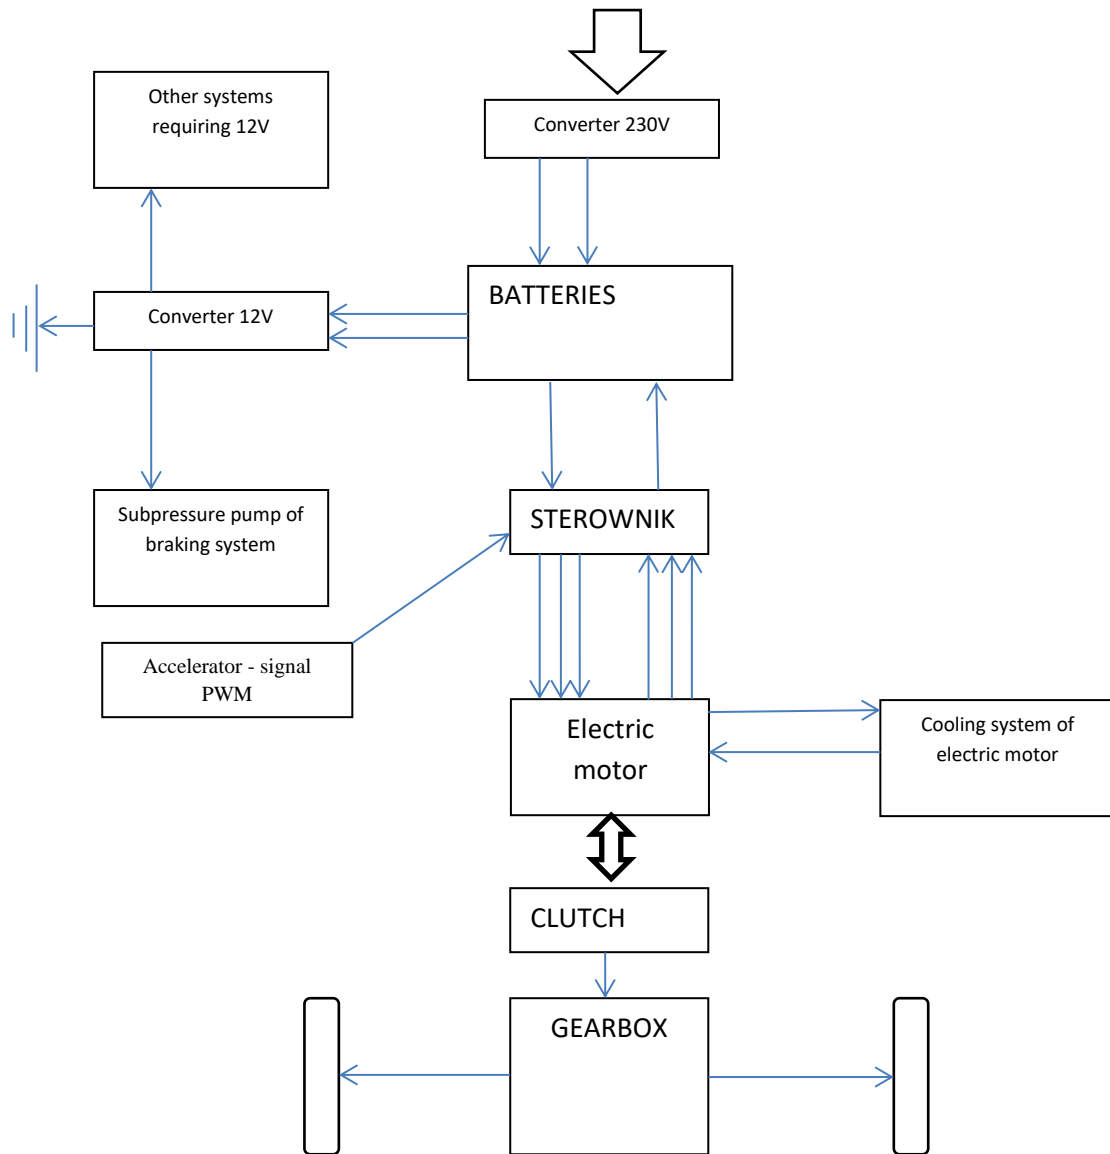 Other systems
requiring 12V
Converter 230V
BATTERIES
Converter 12V
Subpressure pump of
braking system
STEROWNIK
Accelerator - signal
PWM
Electric
motor
Cooling system of
electric motor
CLUTCH
GEARBOX